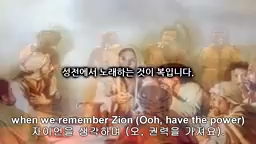 성전에서 노래하는 것이 복입니다.
when we remember Zion (Ooh, have the power)
자이언을 생각하며 (오, 권력을 가져요)